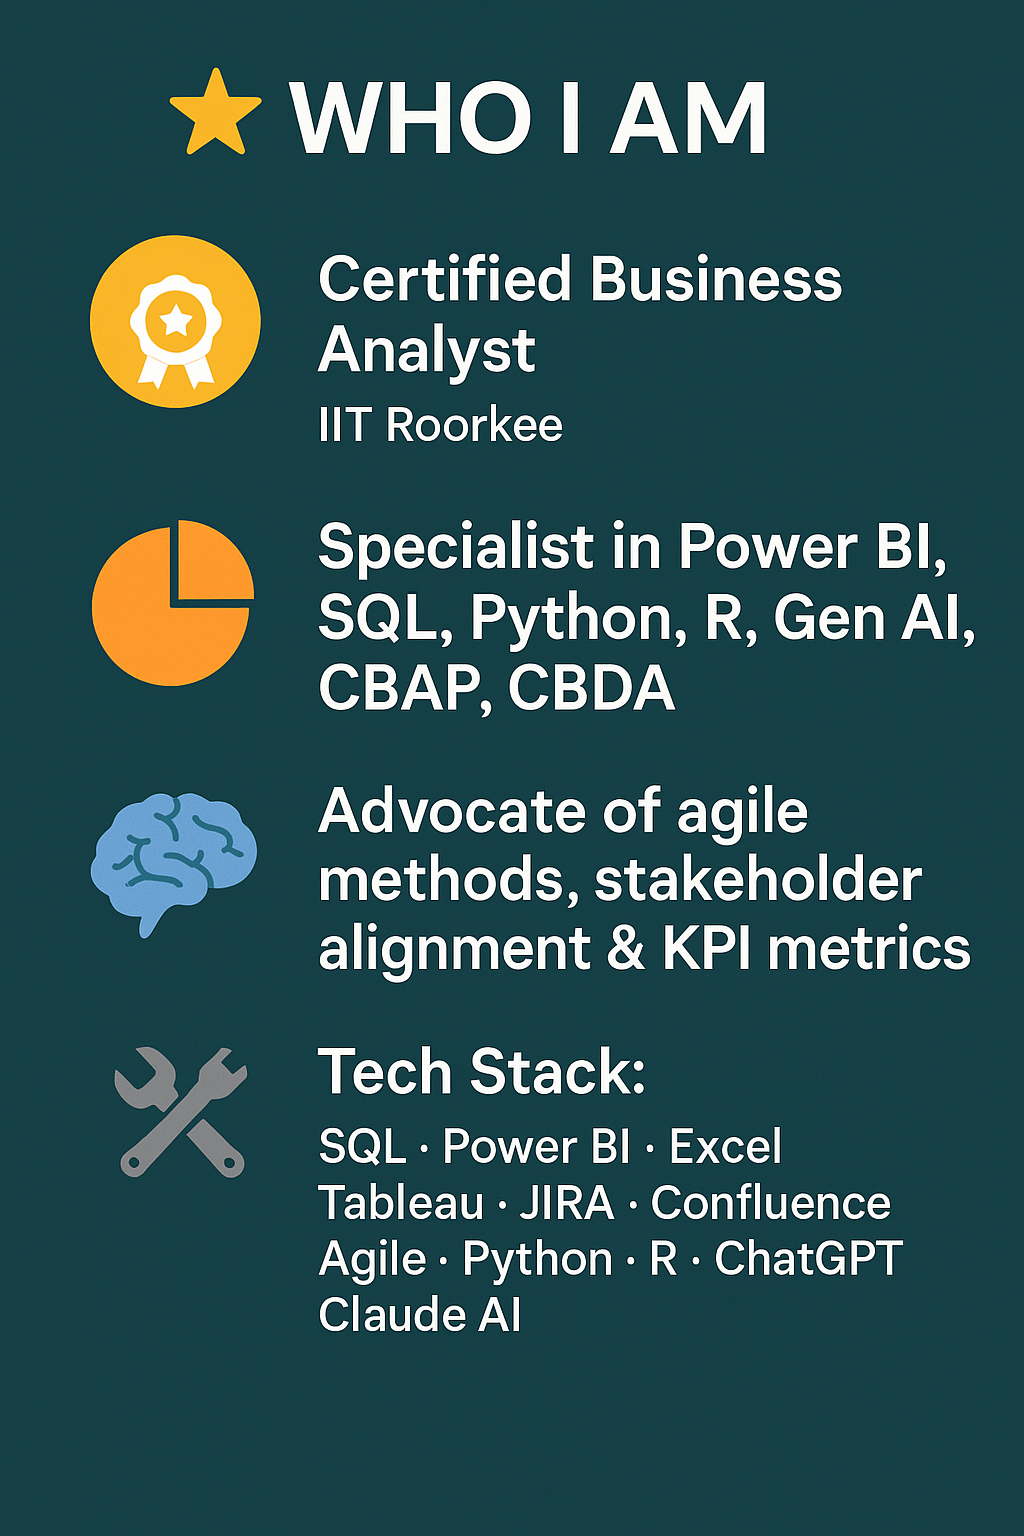 WHO I AM
Certified Business
Analyst
IIT Roorkee
Specialist in Power BI,
SQL, Python, R, Gen AI,
CBAP, CBDA
Advocate of agile
methods, stakeholder
alignment & KPI metrics
Tech Stack:
SQL · Power BI · Excel
Tableau · JIRA · Confluence
Agile · Python · R · ChatGPT
Claude AI